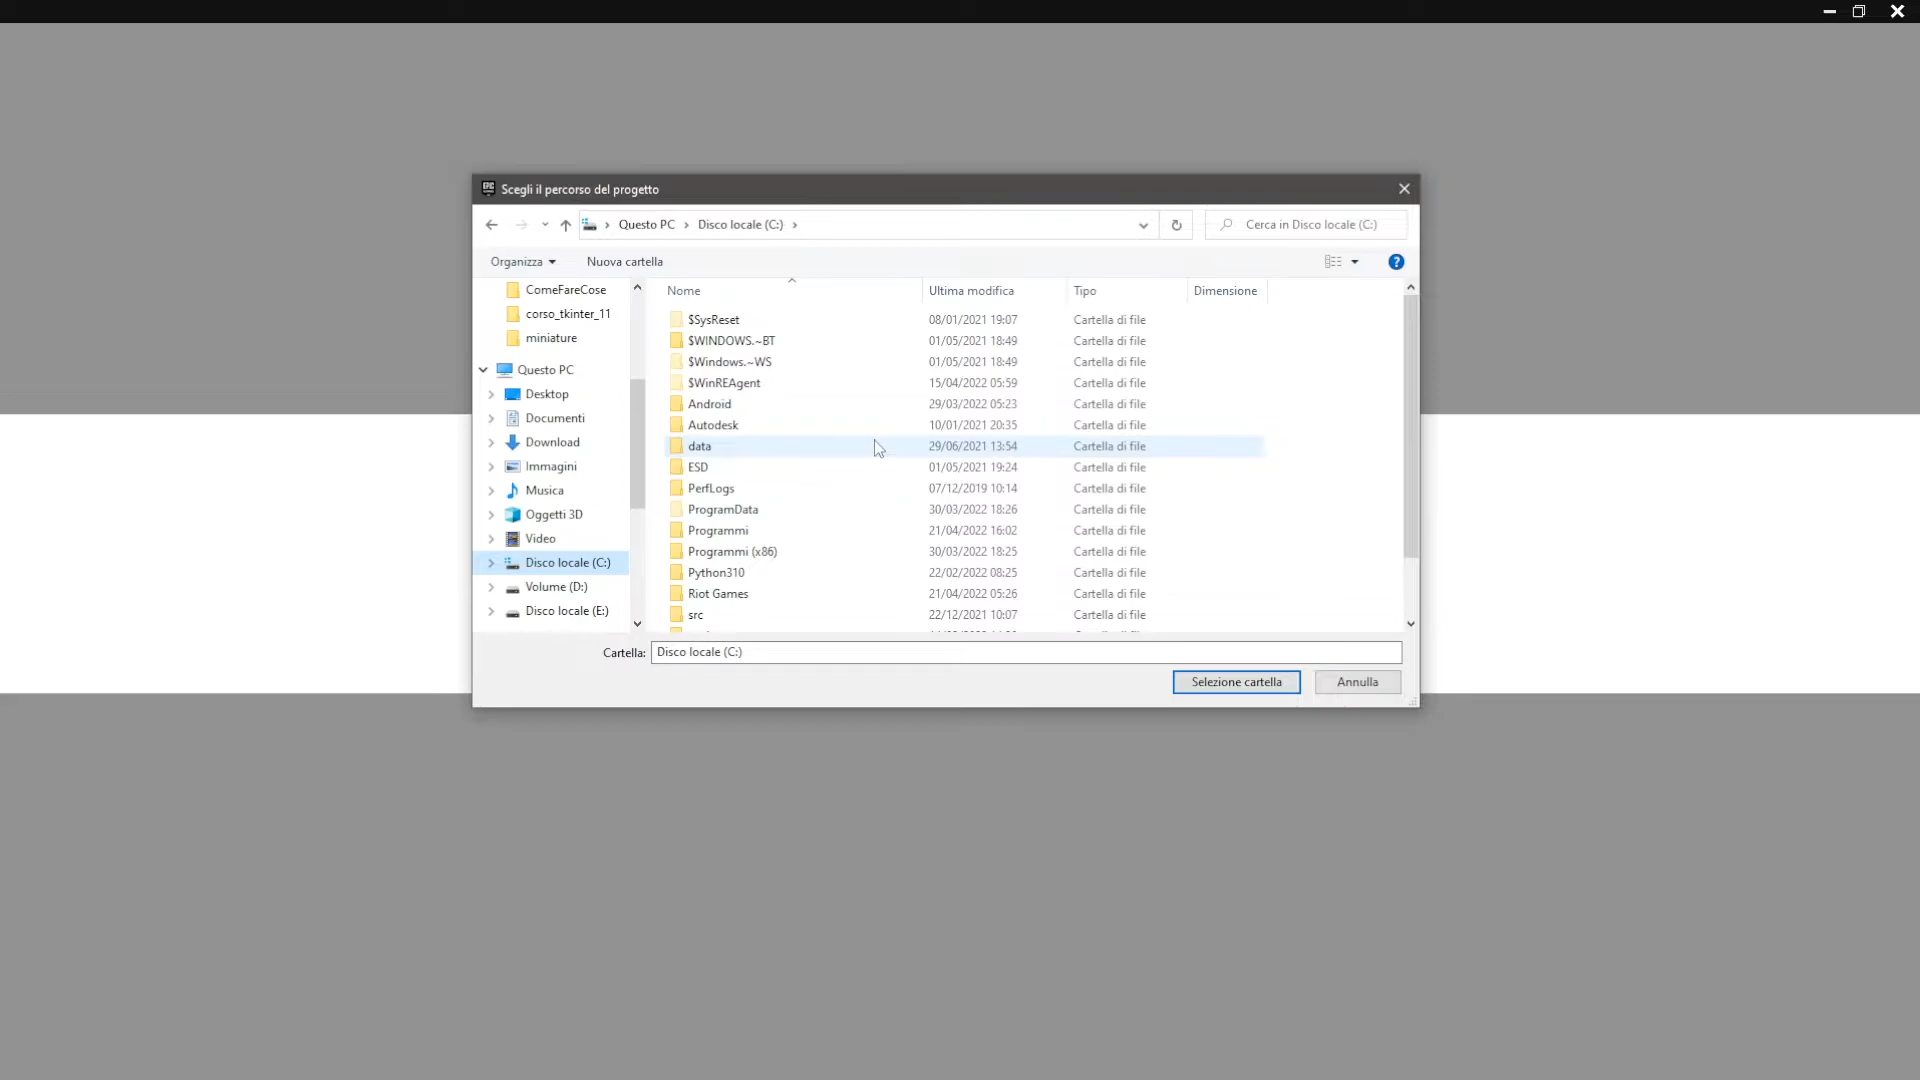 EPIC
Scegli il percorso del progetto
Questo PC Disco locale (C:)
Cerca in Disco locale (C:)
Organizza Nuova cartella
?
ComeFareCose
corso_tkinter_11
miniature
Questo PC
Desktop
Documenti
Download
Immagini
Musica
Oggetti 3D
Video
Disco locale (C:)
Volume (D:)
Disco locale (E:)
Nome Ultima modifica Tipo Dimensione
$SysReset 08/01/2021 19:07 Cartella di file
$WINDOWS.~BT 01/05/2021 18:49 Cartella di file
$Windows.~WS 01/05/2021 18:49 Cartella di file
$WinREAgent 15/04/2022 05:59 Cartella di file
Android 29/03/2022 05:23 Cartella di file
Autodesk 10/01/2021 20:35 Cartella di file
data 29/06/2021 13:54 Cartella di file
ESD 01/05/2021 19:24 Cartella di file
PerfLogs 07/12/2019 10:14 Cartella di file
ProgramData 30/03/2022 18:26 Cartella di file
Programmi 21/04/2022 16:02 Cartella di file
Programmi (x86) 30/03/2022 18:25 Cartella di file
Python310 22/02/2022 08:25 Cartella di file
Riot Games 21/04/2022 05:26 Cartella di file
src 22/12/2021 10:07 Cartella di file
Cartella: Disco locale (C:)
Selezione cartella Annulla